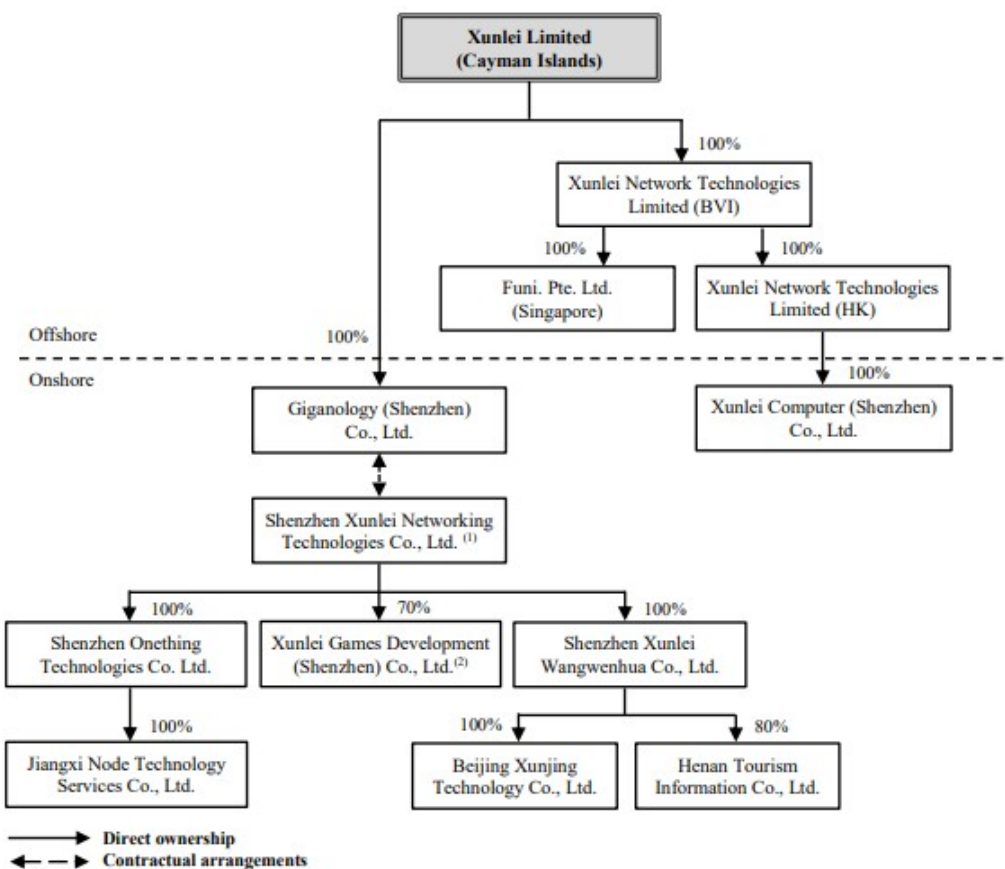 Xunlei Limited
(Cayman Islands)
100%
Xunlei Network Technologies
Limited (BVI)
100%
100%
Funi. Pte. Ltd.
(Singapore)
Xunlei Network Technologies
Limited (HK)
Offshore
100%
Onshore
100%
Giganology (Shenzhen)
Co., Ltd.
Xunlei Computer (Shenzhen)
Co., Ltd.
Shenzhen Xunlei Networking
Technologies Co., Ltd. (1)
100%
70%
100%
Shenzhen Onething
Technologies Co. Ltd.
Xunlei Games Development
(Shenzhen) Co., Ltd.(2)
Shenzhen Xunlei
Wangwenhua Co., Ltd.
100%
100%
80%
Jiangxi Node Technology
Services Co., Ltd.
Beijing Xunjing
Technology Co., Ltd.
Henan Tourism
Information Co., Ltd.
Direct ownership
Contractual arrangements